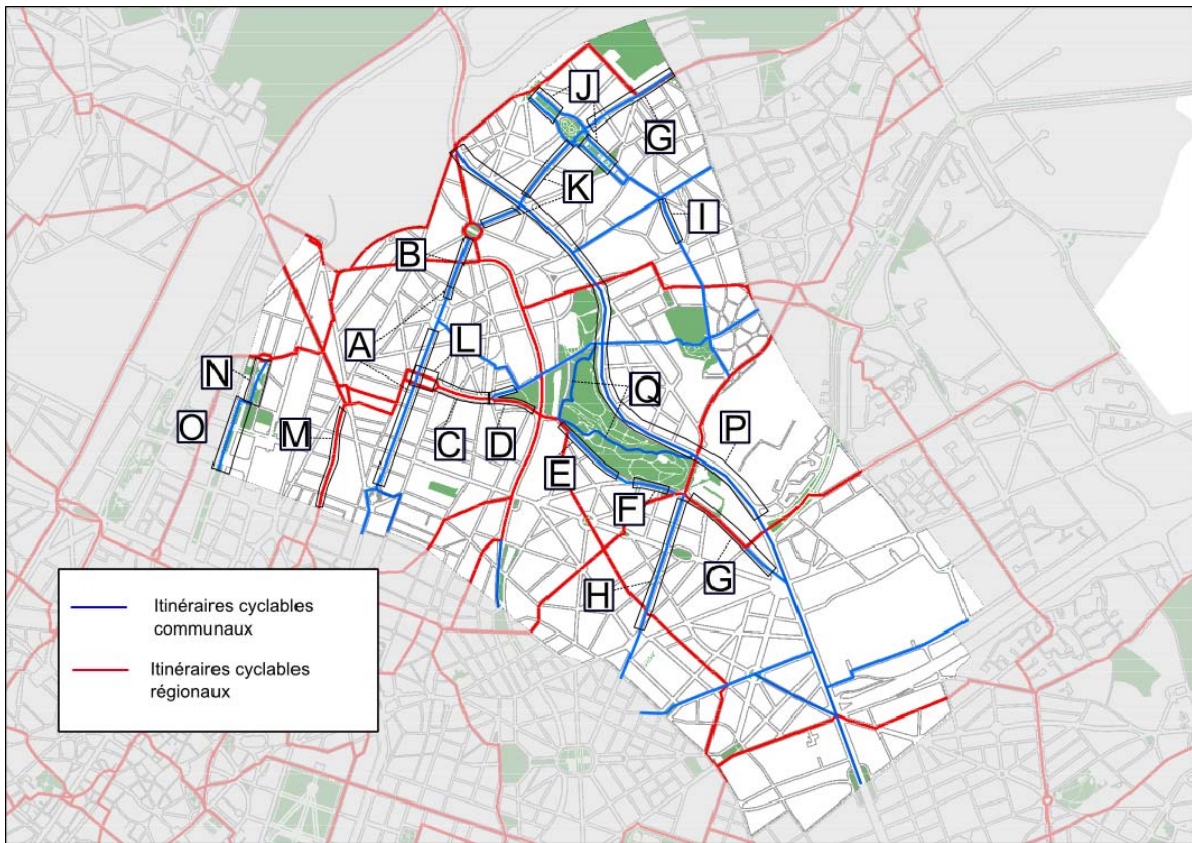 J
G
K
I
B
A
L
N
Q
O
M
C
D
P
E
F
G
H
Itinéraires cyclables
communaux
Itinéraires cyclables
régionaux